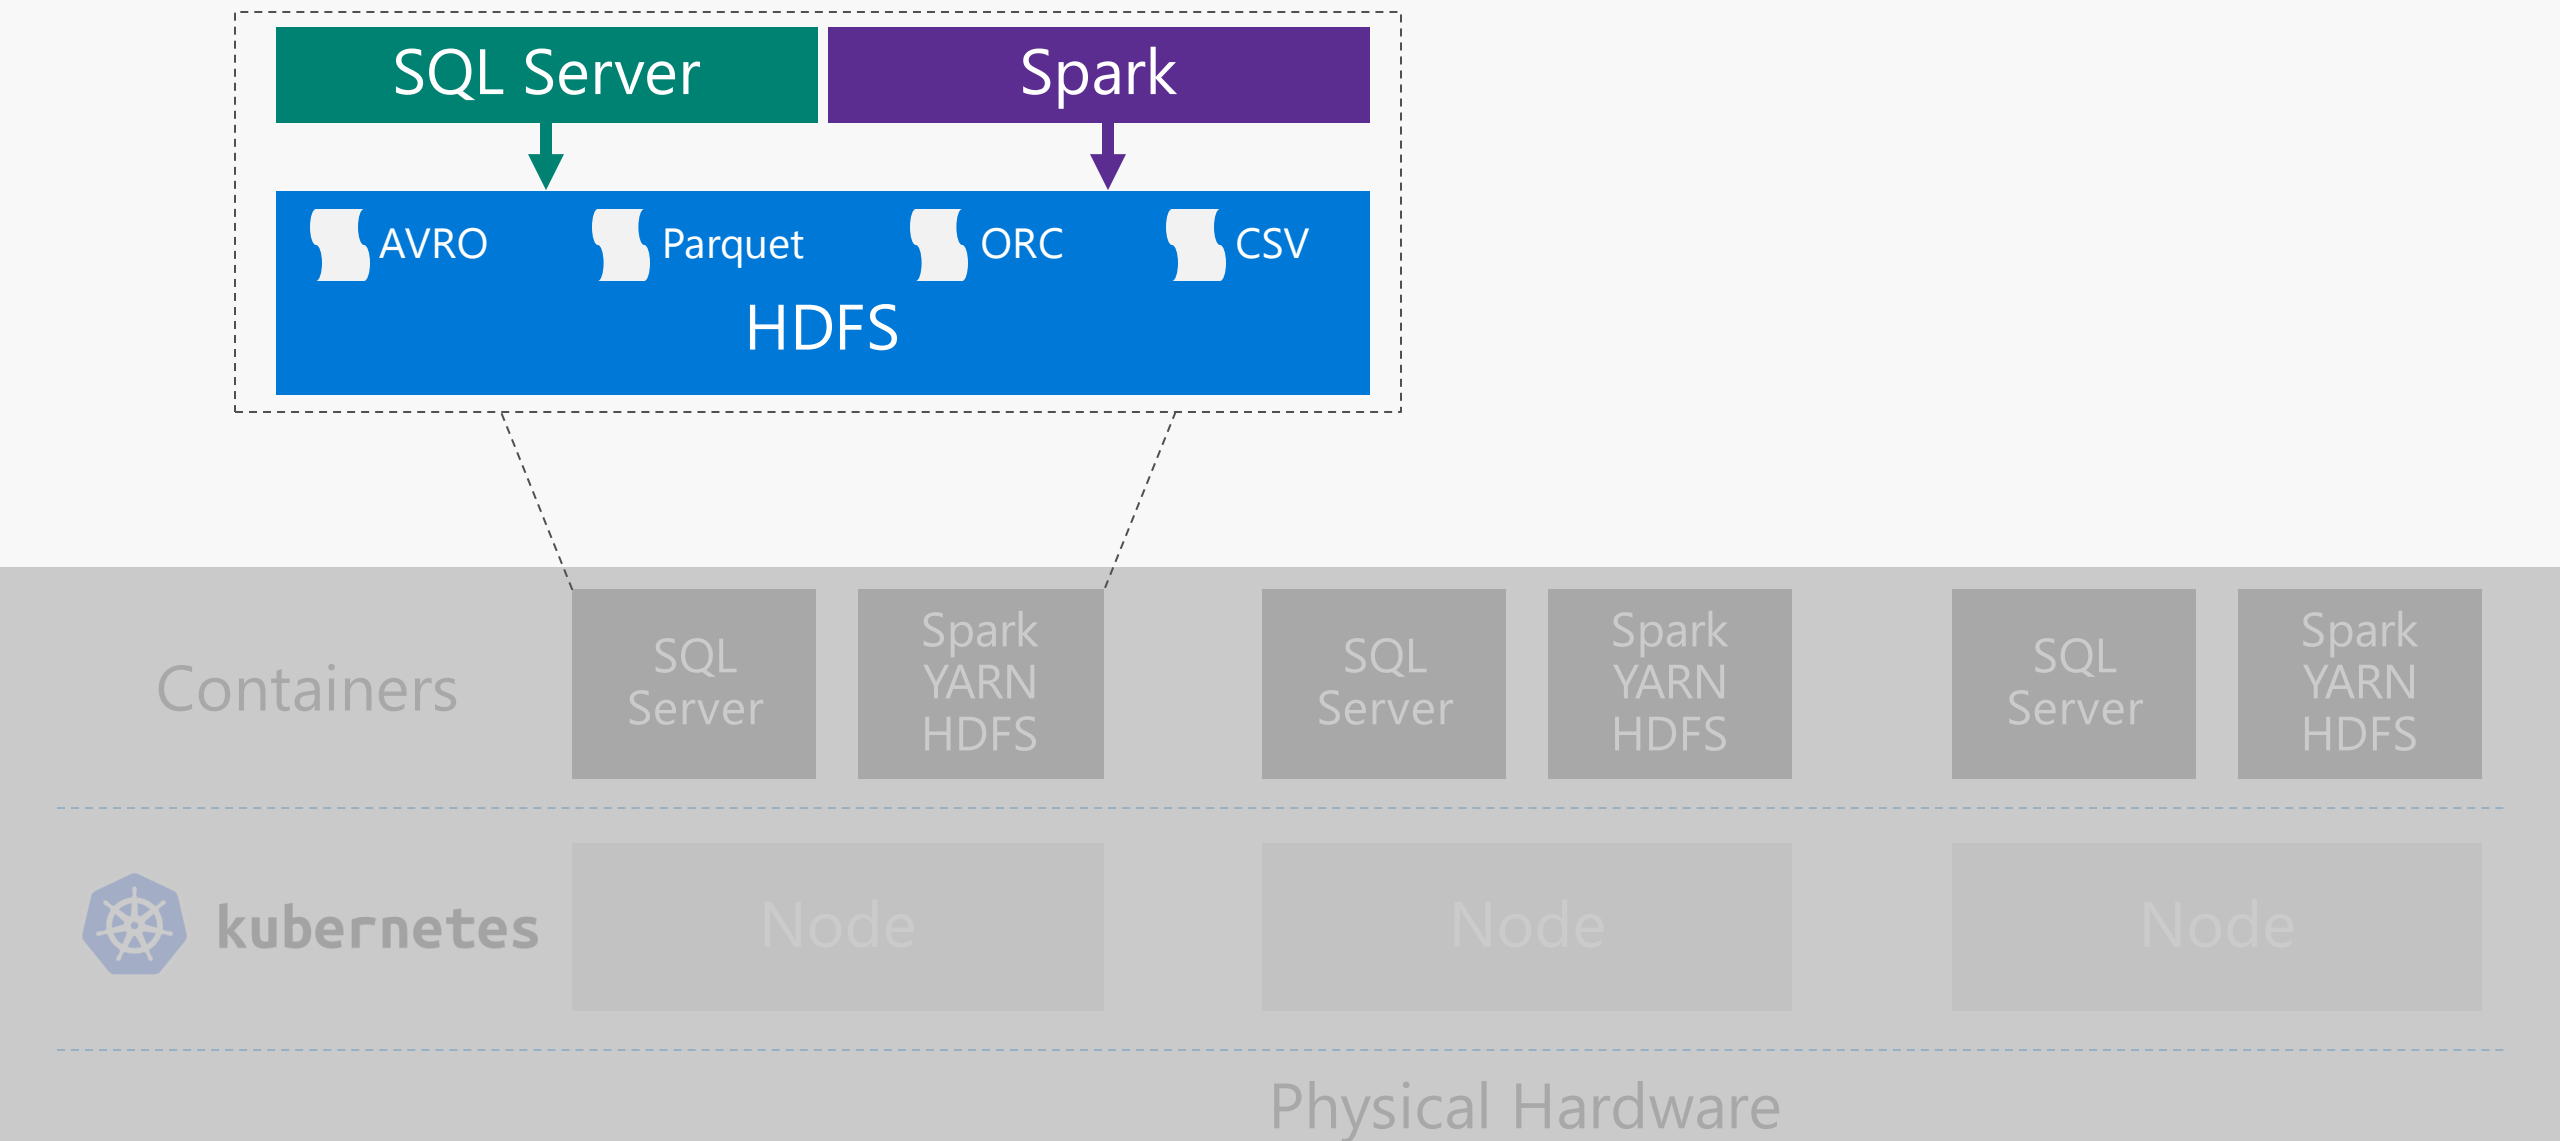 SQL Server
Spark
AVRO
Parquet
ORC
CSV
HDFS
Containers
SQL
Server
Spark
YARN
HDFS
SQL
Server
Spark
YARN
HDFS
SQL
Server
Spark
YARN
HDFS
kubernetes
Node
Node
Node
Physical Hardware